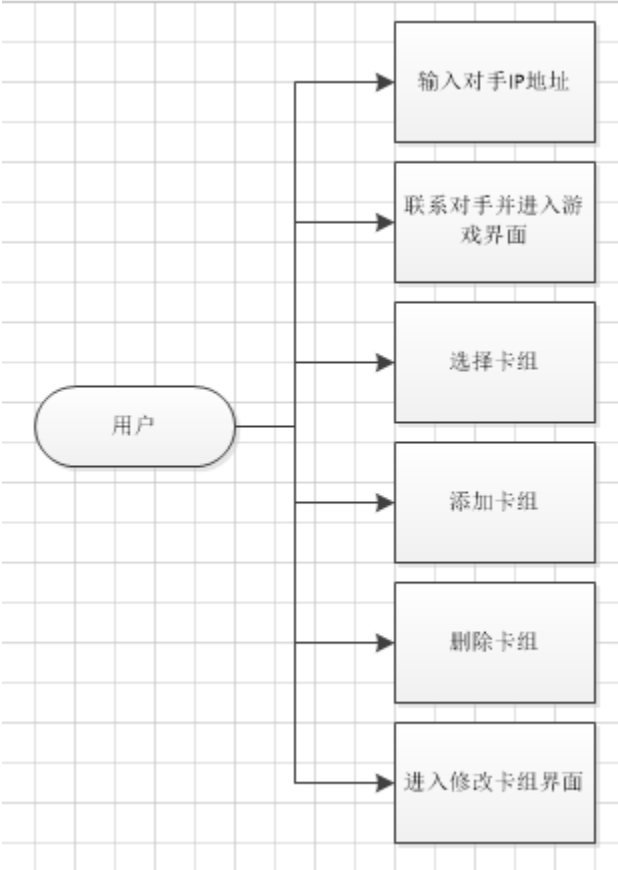 输入对手IP地址
联系对手并进入游
戏界面
选择卡组
用户
添加卡组
删除卡组
进入修改卡组界面